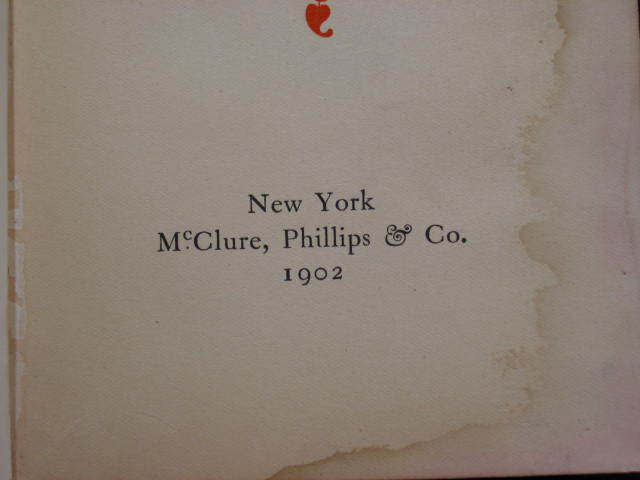 New York
McClure, Phillips & Co.
1902